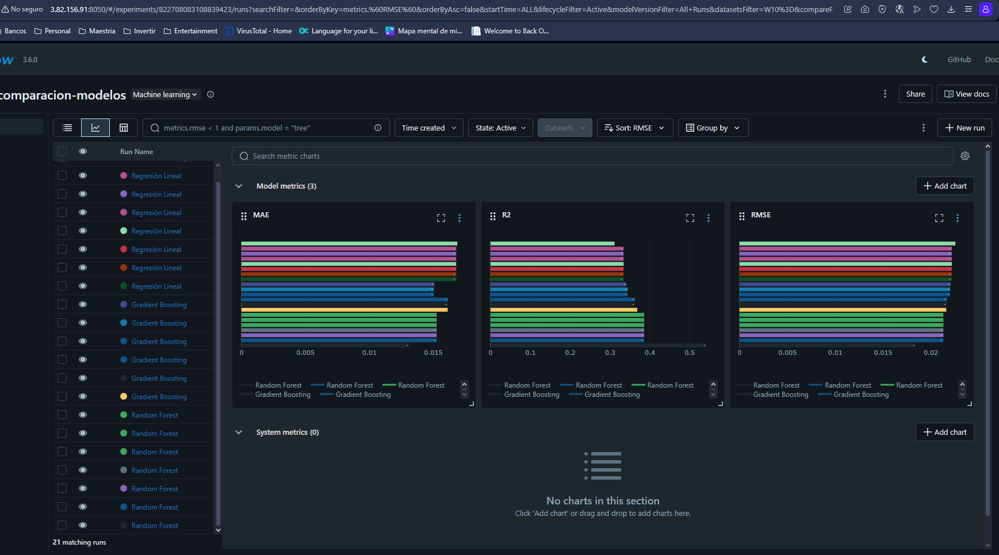 No seguro 3.82.156.91:8050/#/experiments/822708083108839423/runs?searchFilter=&orderByKey=metrics.%60RMSE%60&orderByAsc=false&startTime=ALL&lifecycleFilter=Active&modelVersionFilter=All+Runs&datasetsFilter=W10%3D&compareR
Bancos Personal Maestria Invertir Entertainment VirusTotal - Home Language for your li... Mapa mental de mi... Welcome to Back O...
ow 3.6.0 GitHub Docs
comparacion-modelos Machine learning Share View docs
metrics.rmse < 1 and params.model = "tree" Time created State: Active Datasets Sort: RMSE Group by New run
Run Name
Search metric charts
Regresión Lineal
Regresión Lineal
Regresión Lineal
Regresión Lineal
Regresión Lineal
Regresión Lineal
Regresión Lineal
Gradient Boosting
Gradient Boosting
Gradient Boosting
Gradient Boosting
Gradient Boosting
Gradient Boosting
Random Forest
Random Forest
Random Forest
Random Forest
Random Forest
Random Forest
Random Forest
21 matching runs
Model metrics (3) Add chart
MAE
0 0.005 0.01 0.015
Random Forest Random Forest Random Forest
Gradient Boosting Gradient Boosting
R2
0 0.1 0.2 0.3 0.4 0.5
Random Forest Random Forest Random Forest
Gradient Boosting Gradient Boosting
RMSE
0 0.005 0.01 0.015 0.02
Random Forest Random Forest Random Forest
Gradient Boosting Gradient Boosting
System metrics (0) Add chart
No charts in this section
Click 'Add chart' or drag and drop to add charts here.